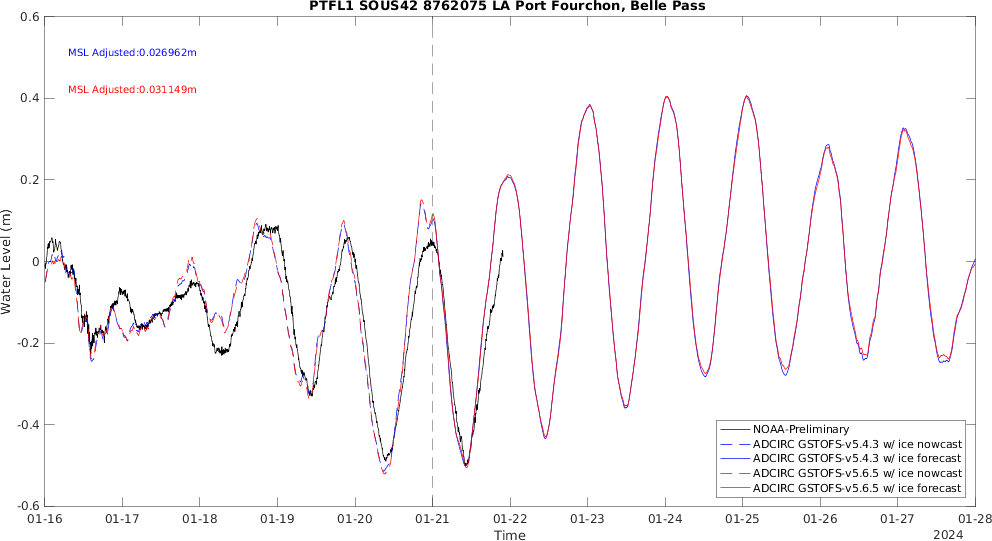 PTFL1 SOUS42 8762075 LA Port Fourchon, Belle Pass
0.6
MSL Adjusted:0.026962m
MSL Adjusted:0.031149m
0.4
0.2
0
-0.2
-0.4
-0.6
Water Level (m)
NOAA-Preliminary
ADCIRC GSTOFS-v5.4.3 w/ ice nowcast
ADCIRC GSTOFS-v5.4.3 w/ ice forecast
ADCIRC GSTOFS-v5.6.5 w/ ice nowcast
ADCIRC GSTOFS-v5.6.5 w/ ice forecast
01-16 01-17 01-18 01-19 01-20 01-21 01-22 01-23 01-24 01-25 01-26 01-27 01-28
Time
2024